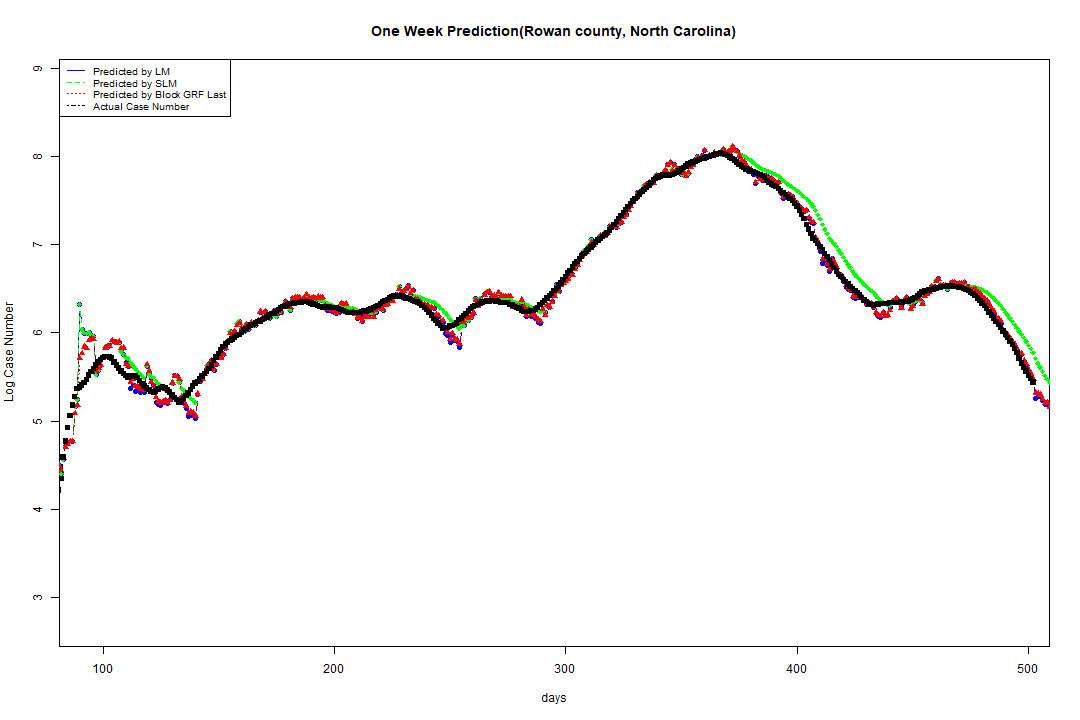 One Week Prediction(Rowan county, North Carolina)
Predicted by LM
Predicted by SLM
Predicted by Block GRF Last
Actual Case Number
9
8
7
6
5
4
3
Log Case Number
100 200 300 400 500
days